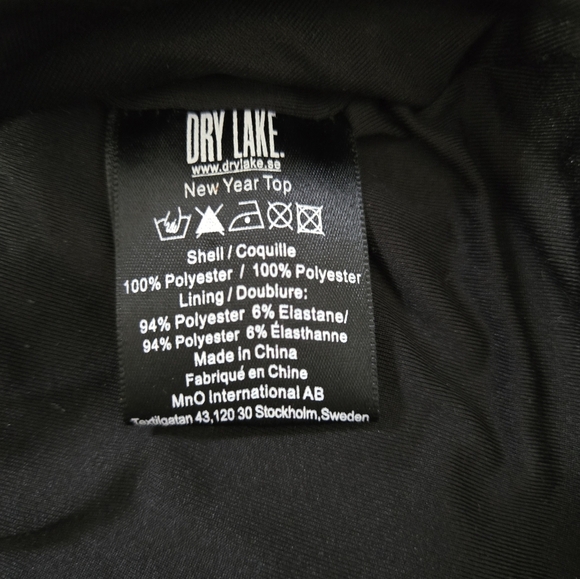 DRY LAKE.
www.drylake.se
New Year Top
Shell / Coquille
100% Polyester / 100% Polyester
Lining / Doublure:
94% Polyester 6% Elastane/
94% Polyester 6% Élasthanne
Made in China
Fabriqué en Chine
MnO International AB
Textilgatan 43,120 30 Stockholm,Sweden